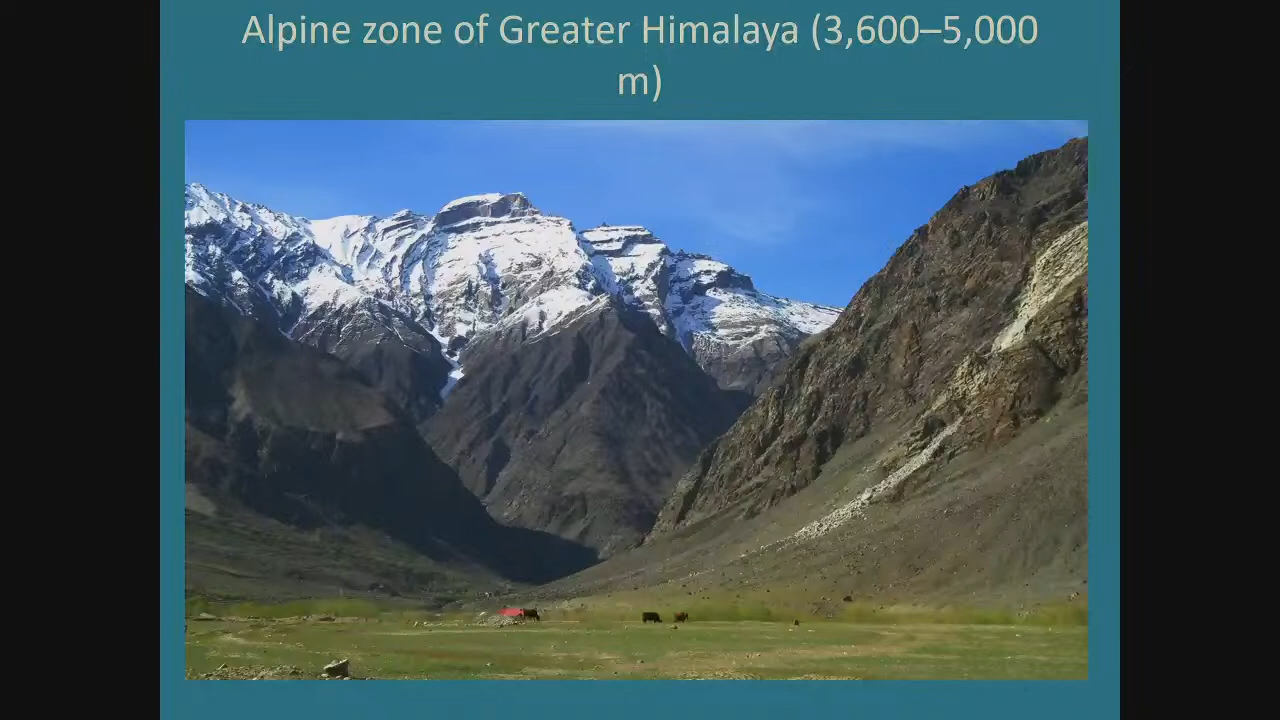 Alpine zone of Greater Himalaya (3,600–5,000
m)